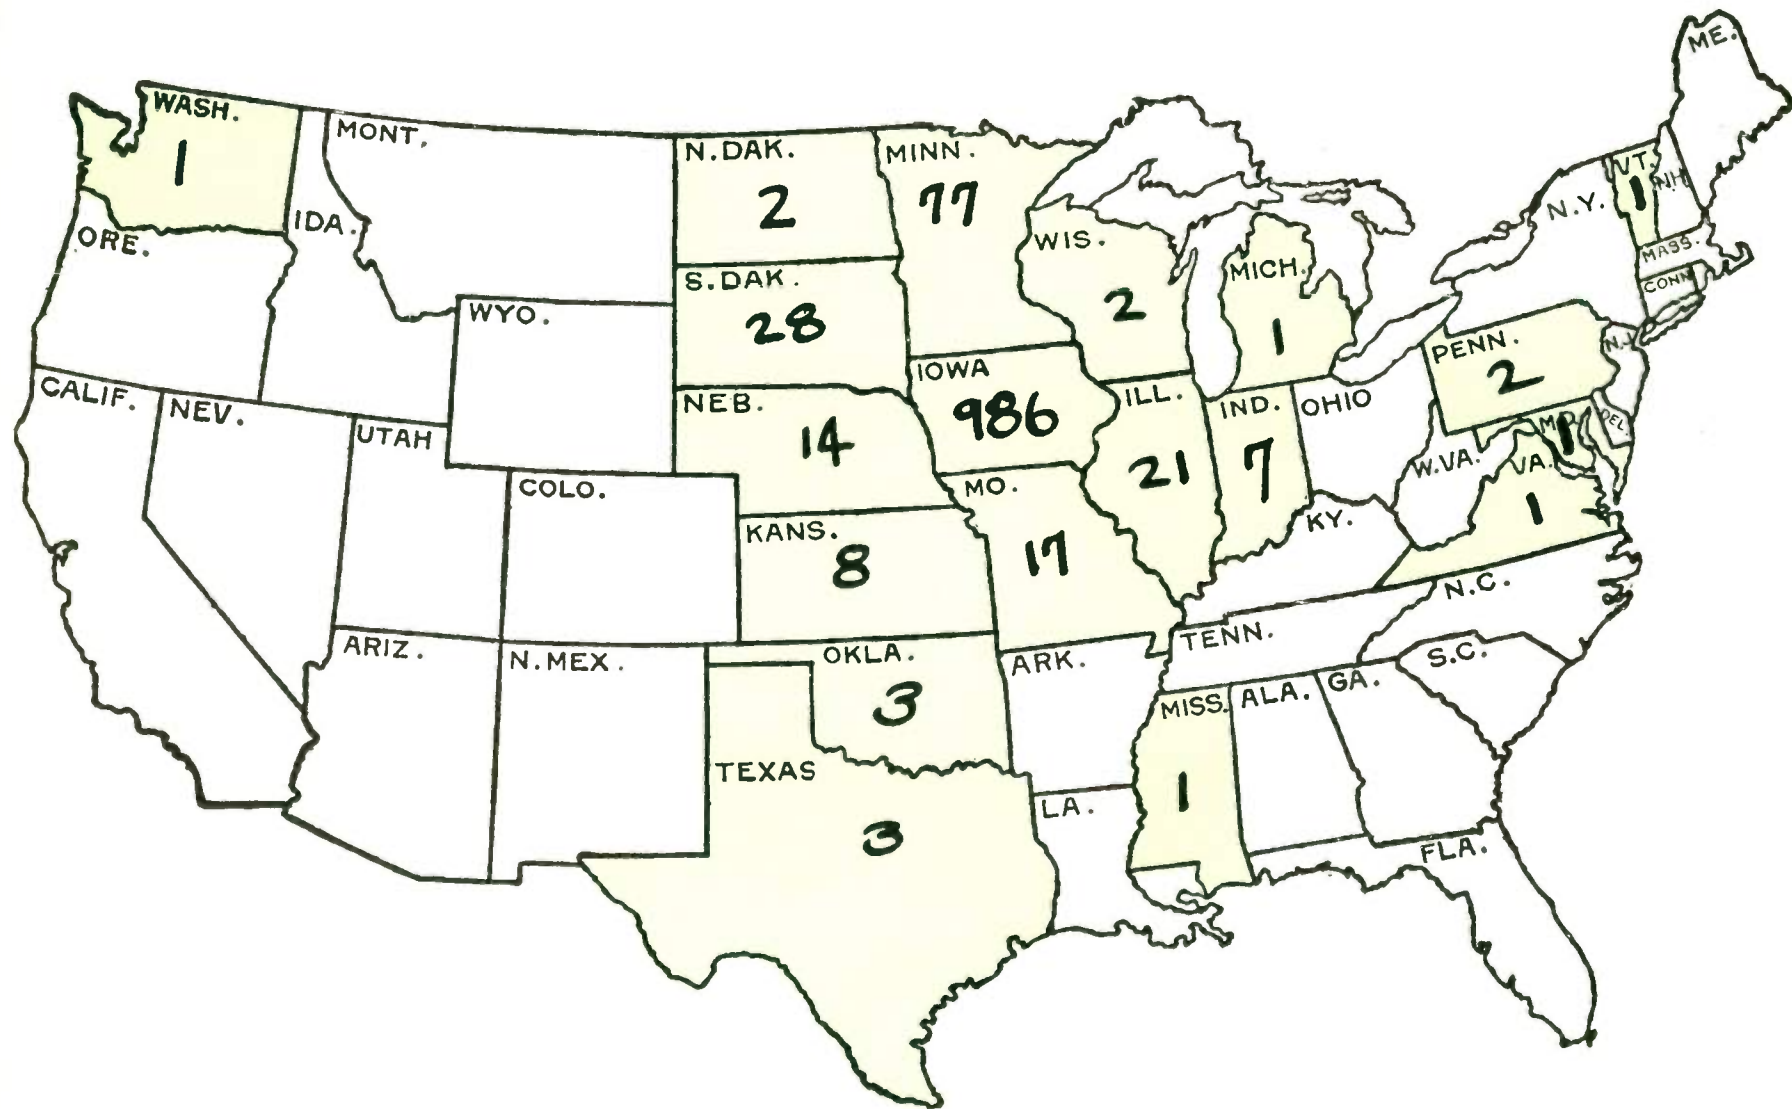 WASH.
1
MONT.
ORE.
IDA.
WYO.
CALIF.
NEV.
UTAH
COLO.
ARIZ.
N.MEX.
N.DAK.
2
S.DAK.
28
NEB.
14
KANS.
8
OKLA.
3
TEXAS
3
MINN.
77
IOWA
986
MO.
17
ARK.
LA.
WIS.
2
ILL.
21
MICH.
1
IND.
7
OHIO
KY.
TENN.
MISS.
1
ALA.
GA.
FLA.
S.C.
N.C.
VA.
1
W.VA.
MD.
1
DEL.
PENN.
2
N.J.
N.Y.
CONN.
MASS.
VT.
1
NH.
ME.